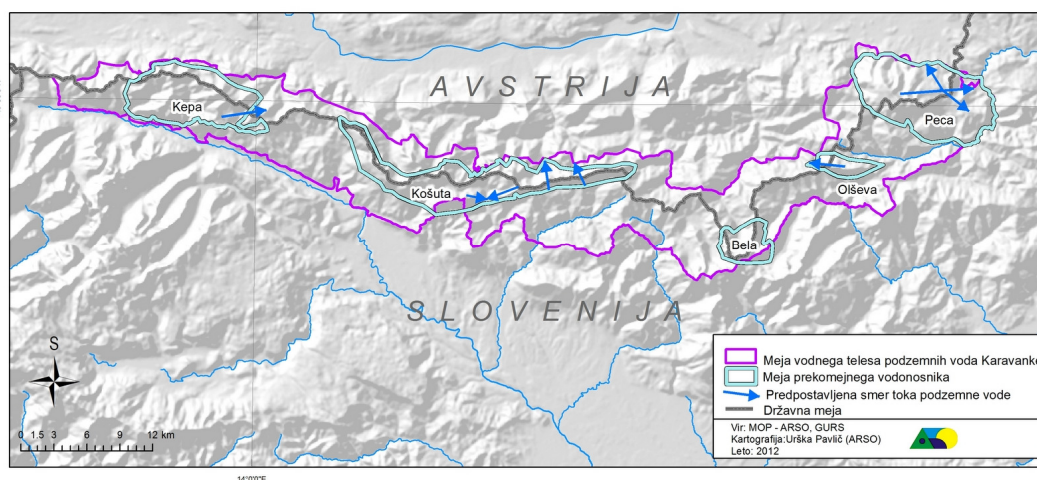 AVSTRIJA
Kepa
Peca
Košuta
Olševa
Bela
SLOVENIJA
S
0 1.5 3 6 9 12 km
Meja vodnega telesa podzemnih voda Karavanke
Meja prekomejnega vodonosnika
Predpostavljena smer toka podzemne vode
Državna meja
Vir: MOP - ARSO, GURS
Kartografija:Urška Pavlič (ARSO)
Leto: 2012
14°0'0"E